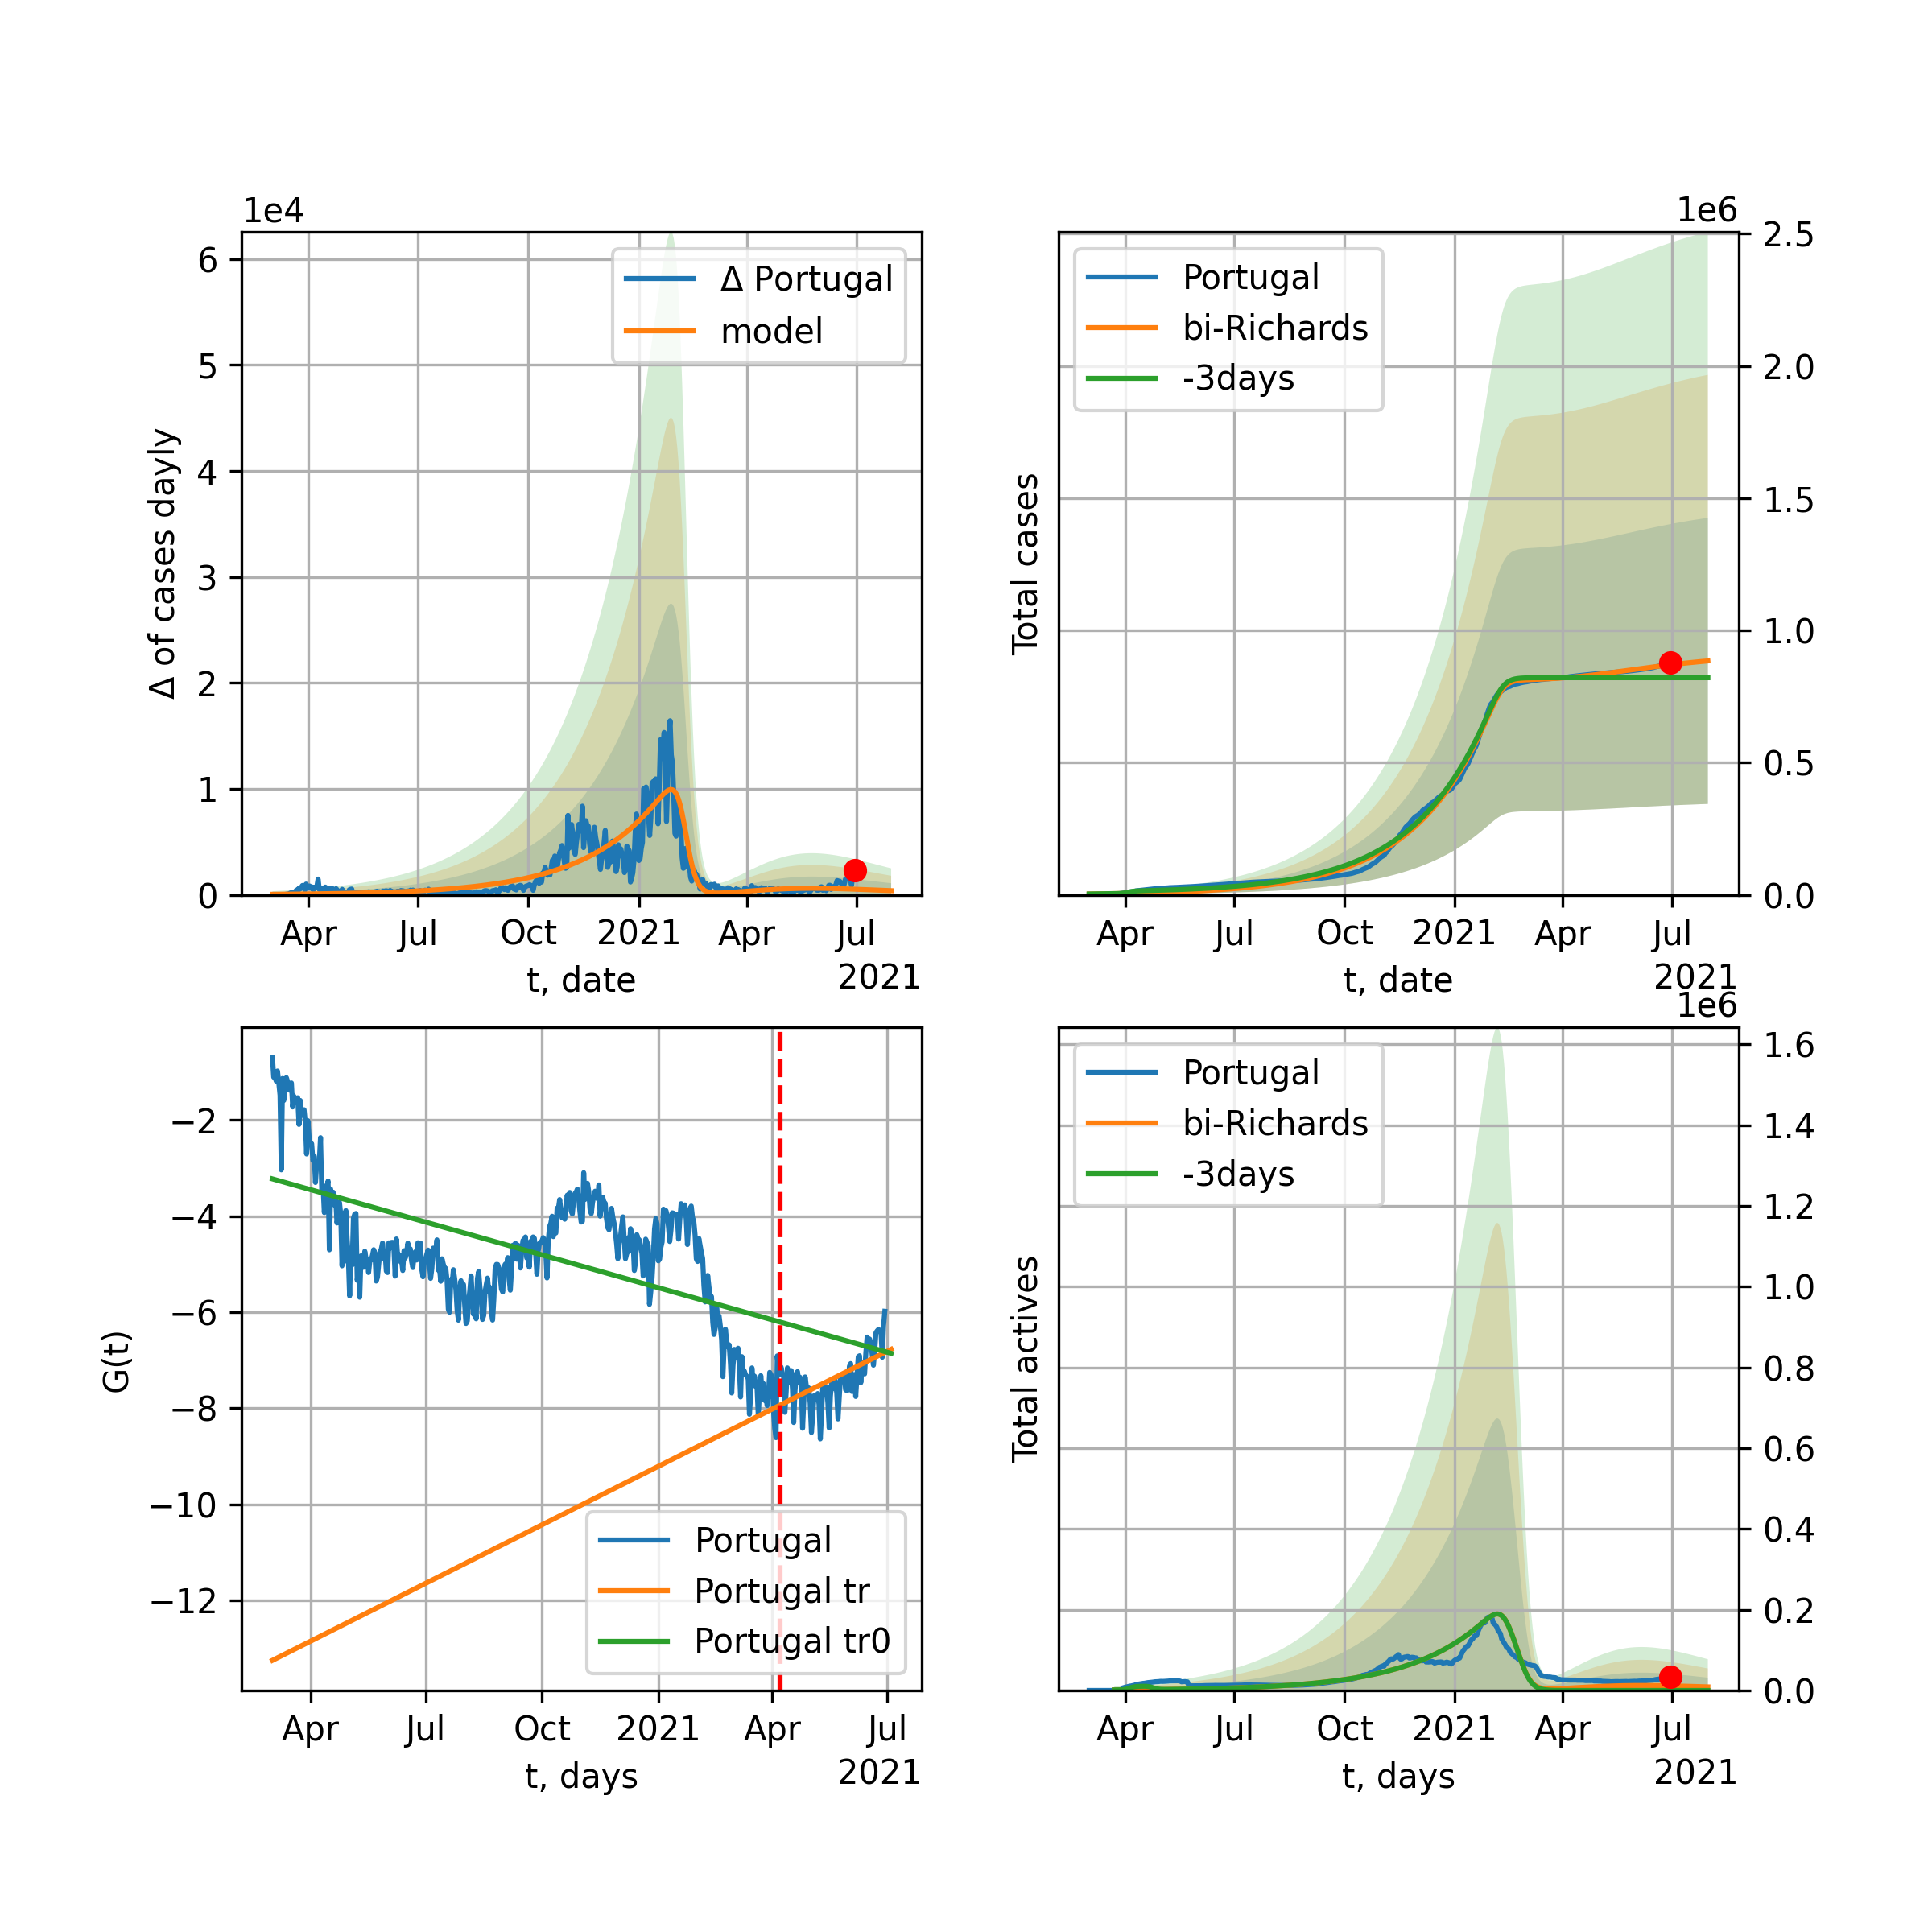 1e4
6
5
4
3
2
1
0
Δ of cases dayly
Δ Portugal
model
Apr Jul Oct 2021 Apr Jul
2021
t, date
1e6
2.5
2.0
1.5
1.0
0.5
0.0
Total cases
Portugal
bi-Richards
-3days
Apr Jul Oct 2021 Apr Jul
2021
t, date
−2
−4
−6
−8
−10
−12
G(t)
Portugal
Portugal tr
Portugal tr0
Apr Jul Oct 2021 Apr Jul
2021
t, days
1e6
1.6
1.4
1.2
1.0
0.8
0.6
0.4
0.2
0.0
Total actives
Portugal
bi-Richards
-3days
Apr Jul Oct 2021 Apr Jul
2021
t, days